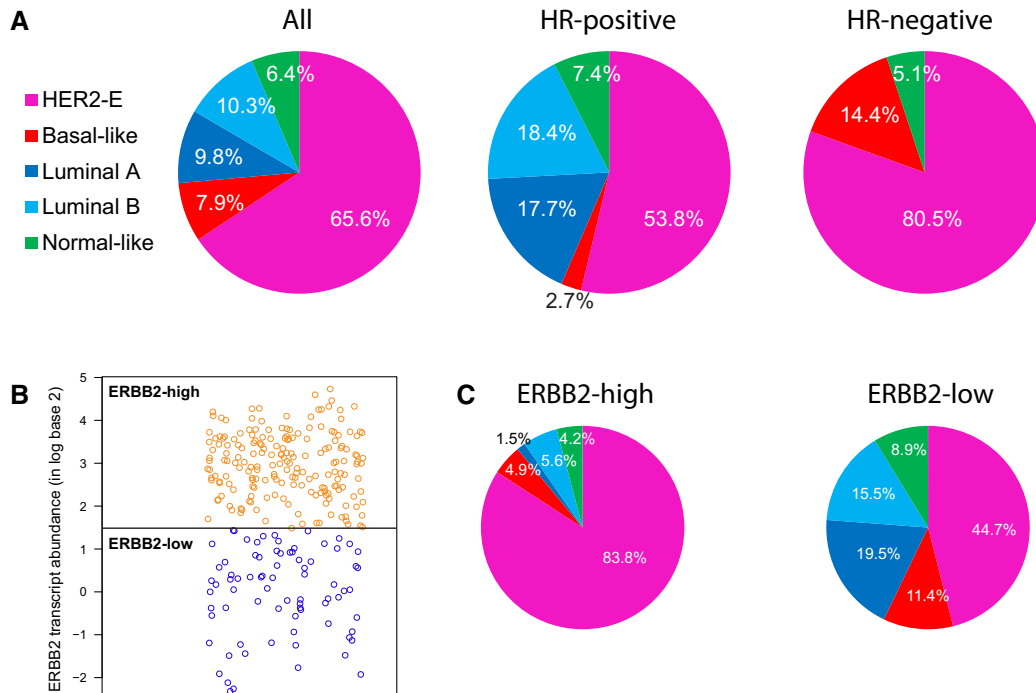 A
All
HR-positive
HR-negative
HER2-E
Basal-like
Luminal A
Luminal B
Normal-like
6.4%
10.3%
9.8%
7.9%
65.6%
7.4%
18.4%
17.7%
53.8%
2.7%
5.1%
14.4%
80.5%
B
ERBB2 transcript abundance (in log base 2)
5
4
3
2
1
0
−1
−2
ERBB2-high
ERBB2-low
C
ERBB2-high
1.5%
4.2%
5.6%
4.9%
83.8%
ERBB2-low
8.9%
15.5%
44.7%
19.5%
11.4%